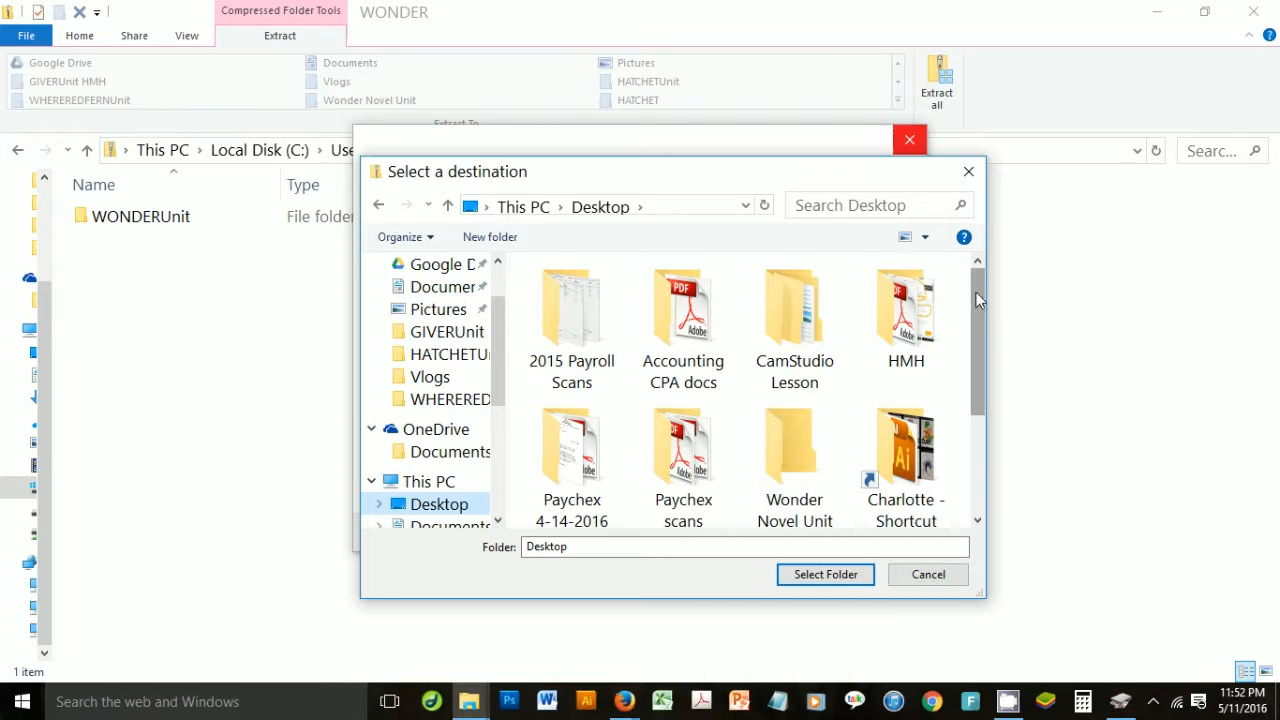 Compressed Folder Tools
WONDER
File
Home
Share
View
Extract
Google Drive
Documents
Pictures
GIVERUnit HMH
Vlogs
HATCHETUnit
WHEREREDFERNUnit
Wonder Novel Unit
HATCHET
Extract all
Extract To
This PC
Local Disk (C:)
Searc...
Name
Type
WONDERUnit
File folder
Select a destination
This PC
Desktop
Search Desktop
Organize
New folder
Google D
Documer
Pictures
GIVERUnit
HATCHETU
Vlogs
WHERERED
OneDrive
Documents
This PC
Desktop
Documents
2015 Payroll
Scans
Accounting
CPA docs
CamStudio
Lesson
HMH
Paychex
4-14-2016
Paychex
scans
Wonder
Novel Unit
Charlotte -
Shortcut
Folder:
Desktop
Select Folder
Cancel
1 item
Search the web and Windows
11:52 PM
5/11/2016